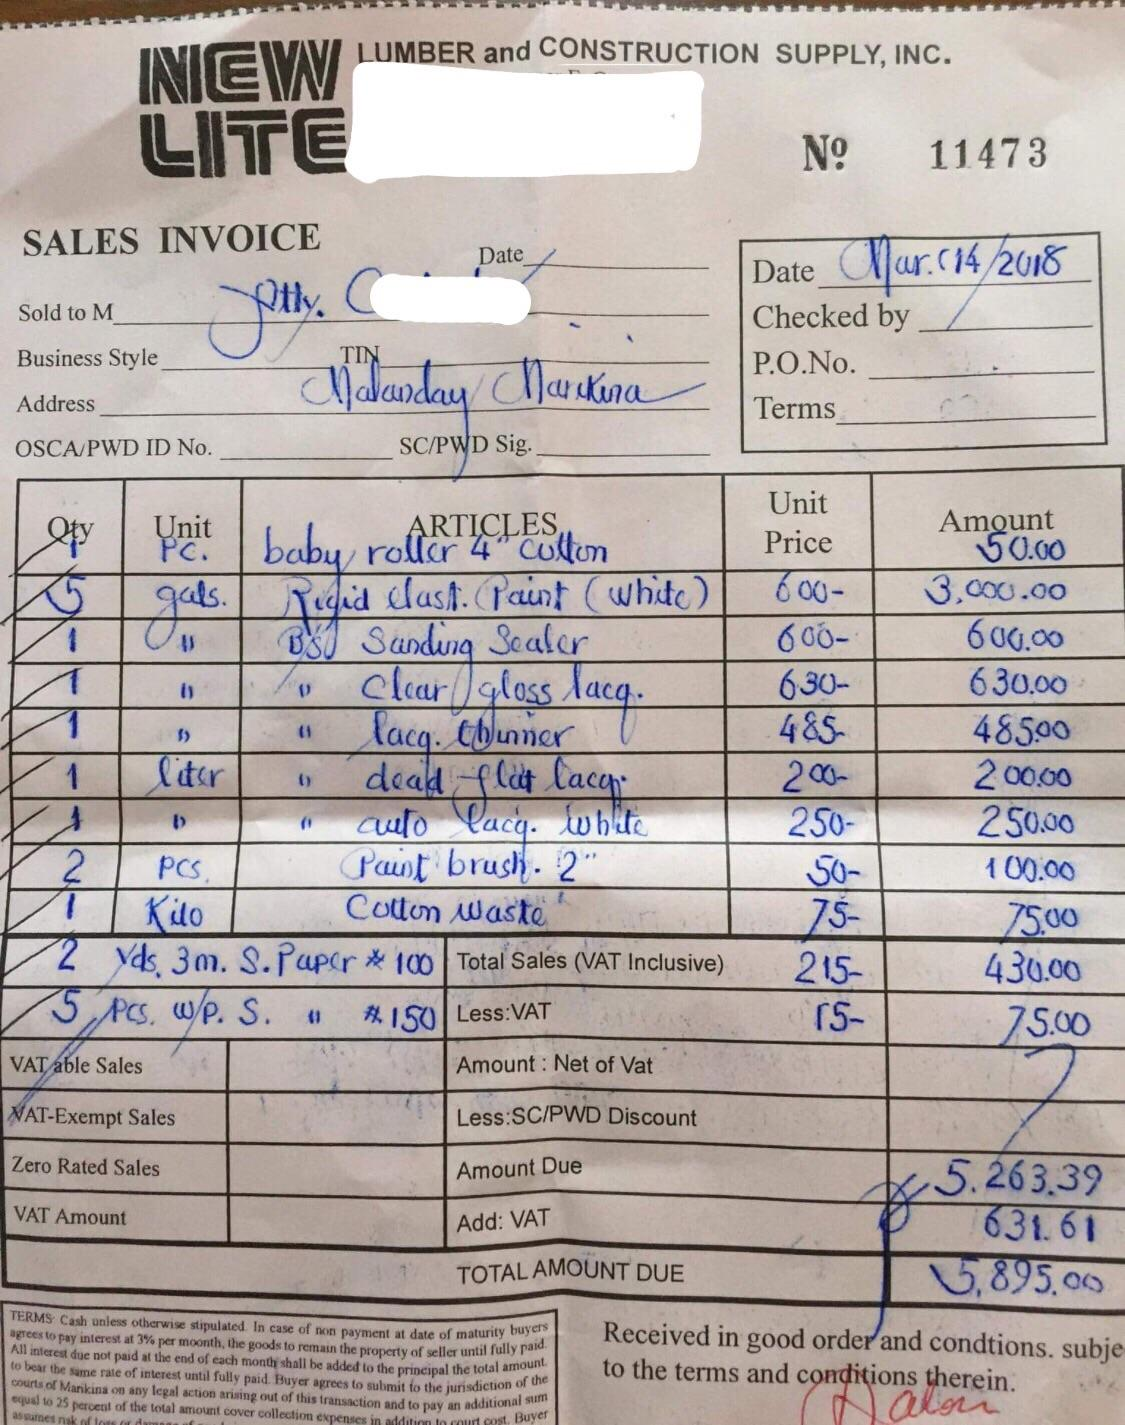 NEW LITE LUMBER and CONSTRUCTION SUPPLY, INC.
Nº 11473
SALES INVOICE
Date
Date Mar. 14/2018
Sold to M Atty. C
Checked by
Business Style TIN
P.O.No.
Address Malanday Marikina
Terms
OSCA/PWD ID No. SC/PWD Sig.
Qty Unit ARTICLES Unit Price Amount
1 Pc. baby roller 4" cotton 50.00
5 gals. Rigid elast. Paint (White) 600- 3,000.00
1 " BSJ Sanding Sealer 600- 600.00
1 " " Clear gloss lacq. 630- 630.00
1 " " lacq. thinner 485- 485.00
1 liter " dead flat lacq. 200- 200.00
1 " " auto lacq. White 250- 250.00
2 pcs. Paint brush. 2" 50- 100.00
1 Kilo Cotton waste 75- 75.00
2 Yds. 3m. S. Paper # 100 Total Sales (VAT Inclusive) 215- 430.00
5 pcs. w/p. S. " # 150 Less:VAT 15- 75.00
VATable Sales Amount : Net of Vat
VAT-Exempt Sales Less:SC/PWD Discount
Zero Rated Sales Amount Due 5.263.39
VAT Amount Add: VAT 631.61
TOTAL AMOUNT DUE 5,895.00
TERMS: Cash unless otherwise stipulated. In case of non payment at date of maturity buyers
agrees to pay interest at 3% per moonth, the goods to remain the property of seller until fully paid.
All interest due not paid at the end of each month shall be added to the principal the total amount.
to bear the same rate of interest until fully paid. Buyer agrees to submit to the jurisdiction of the
courts of Marikina on any legal action arising out of this transaction and to pay an additional sum
equal to 25 percent of the total amount cover collection expenses in addition to court cost. Buyer
assumes risk of loss or
Received in good order and condtions. subje
to the terms and conditions therein.